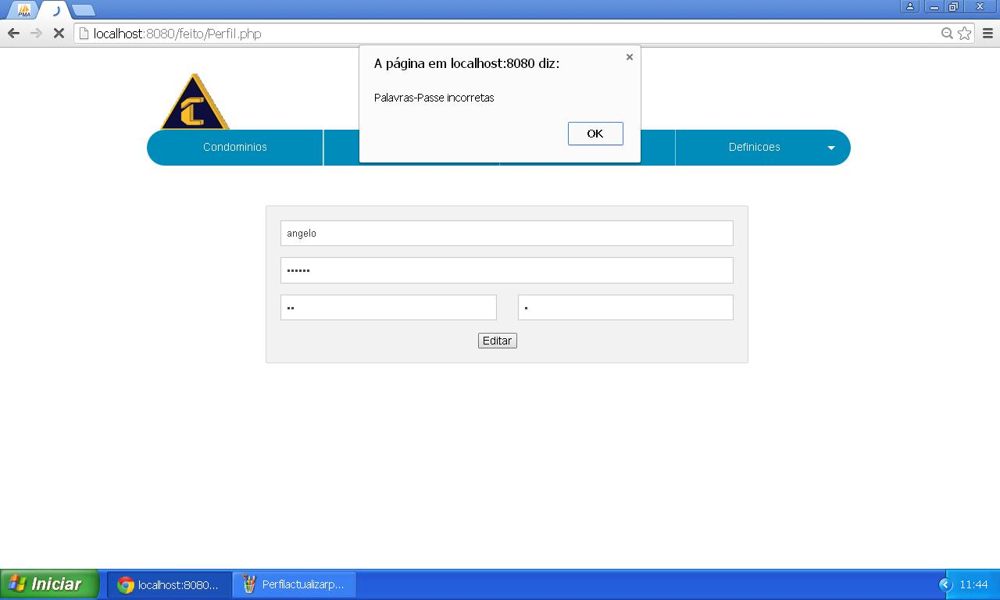 PMA
localhost:8080/feito/Perfil.php
A página em localhost:8080 diz:
Palavras-Passe incorretas
OK
Condominios
Definicoes
angelo
••••••
•• •
Editar
Iniciar
localhost:8080...
Perfilactualizarp...
11:44